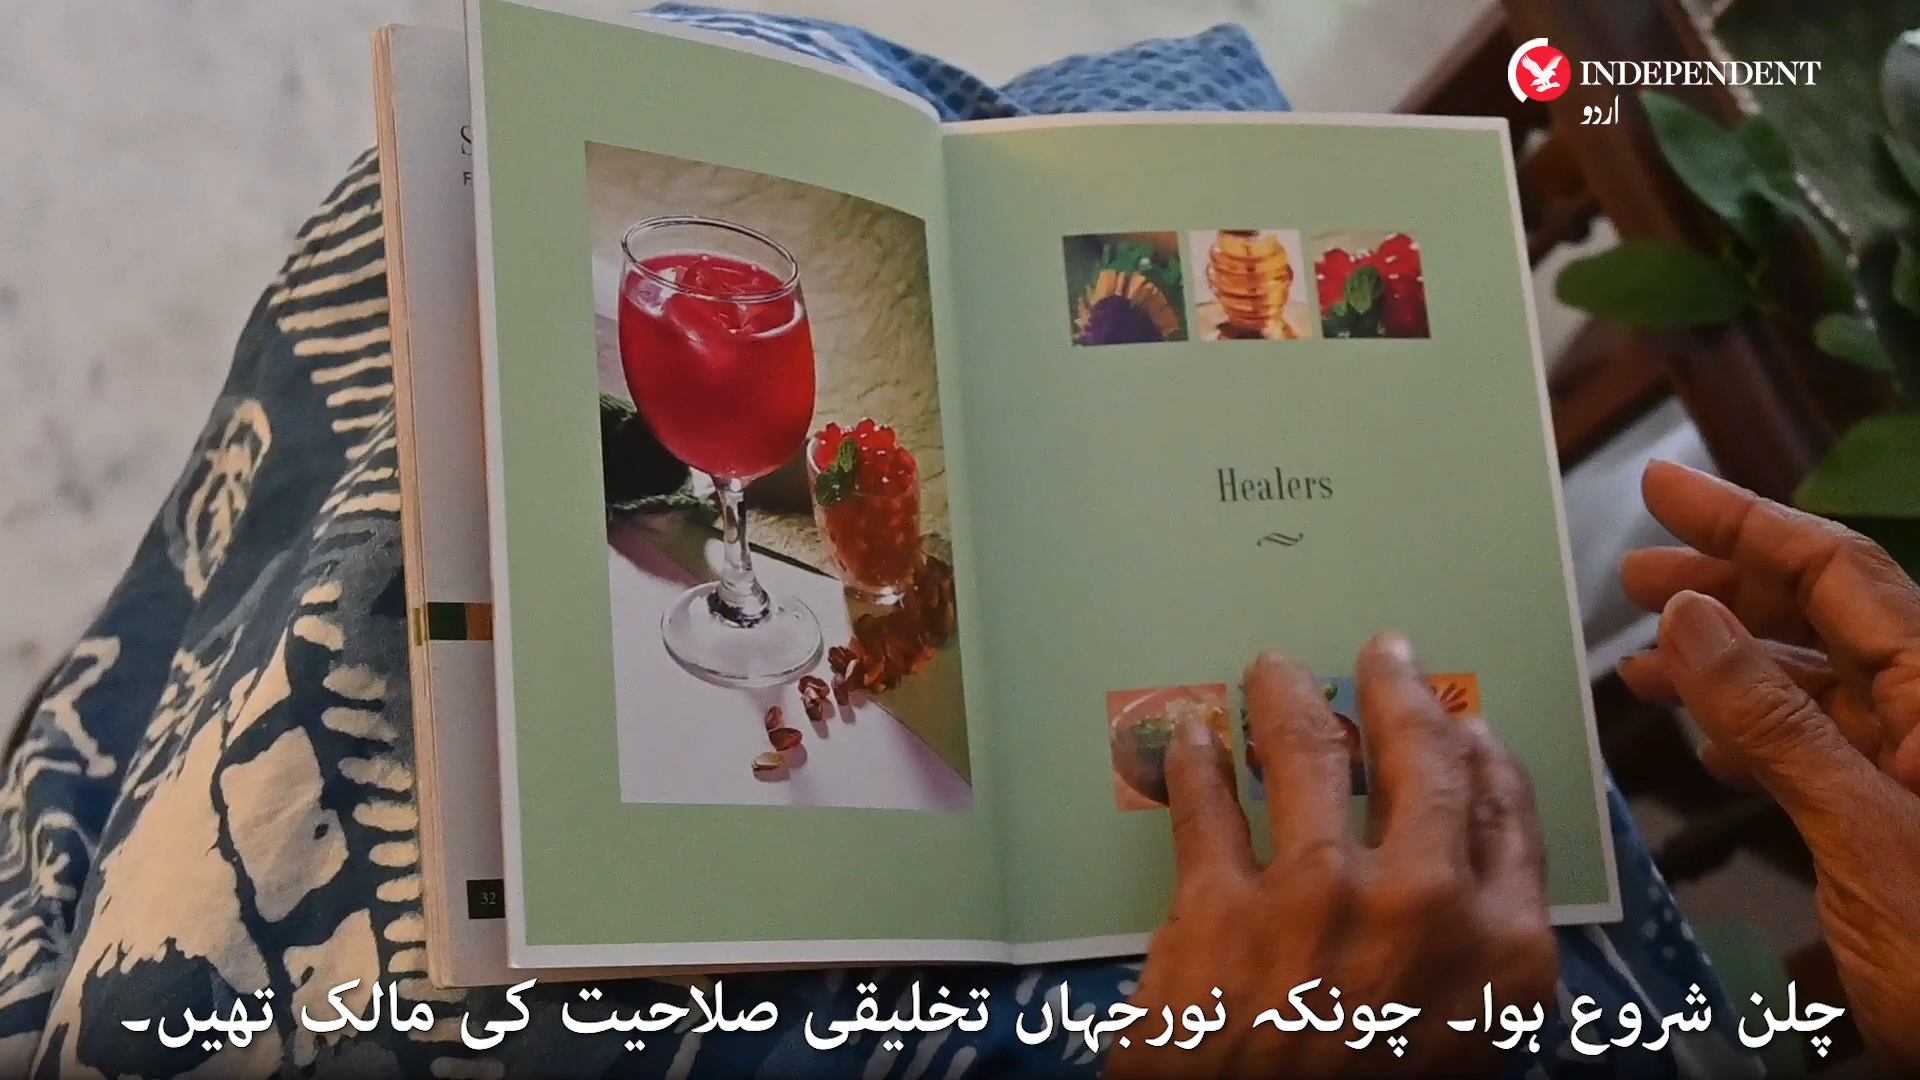 INDEPENDENT
اردو
Healers
32
چلن شروع ہوا۔ چونکہ نورجہاں تخلیقی صلاحیت کی مالک تھیں۔